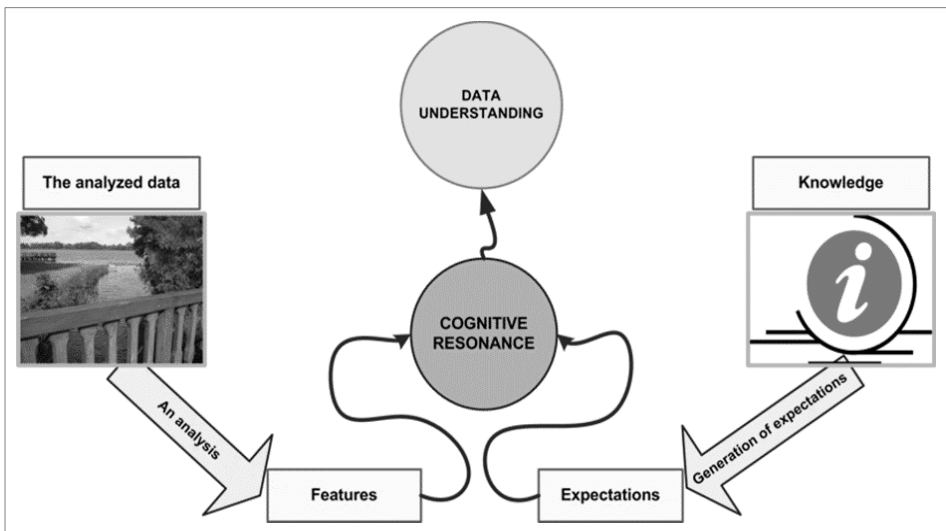 DATA
UNDERSTANDING
The analyzed data
Knowledge
i
COGNITIVE
RESONANCE
An analysis
Generation of expectations
Features
Expectations